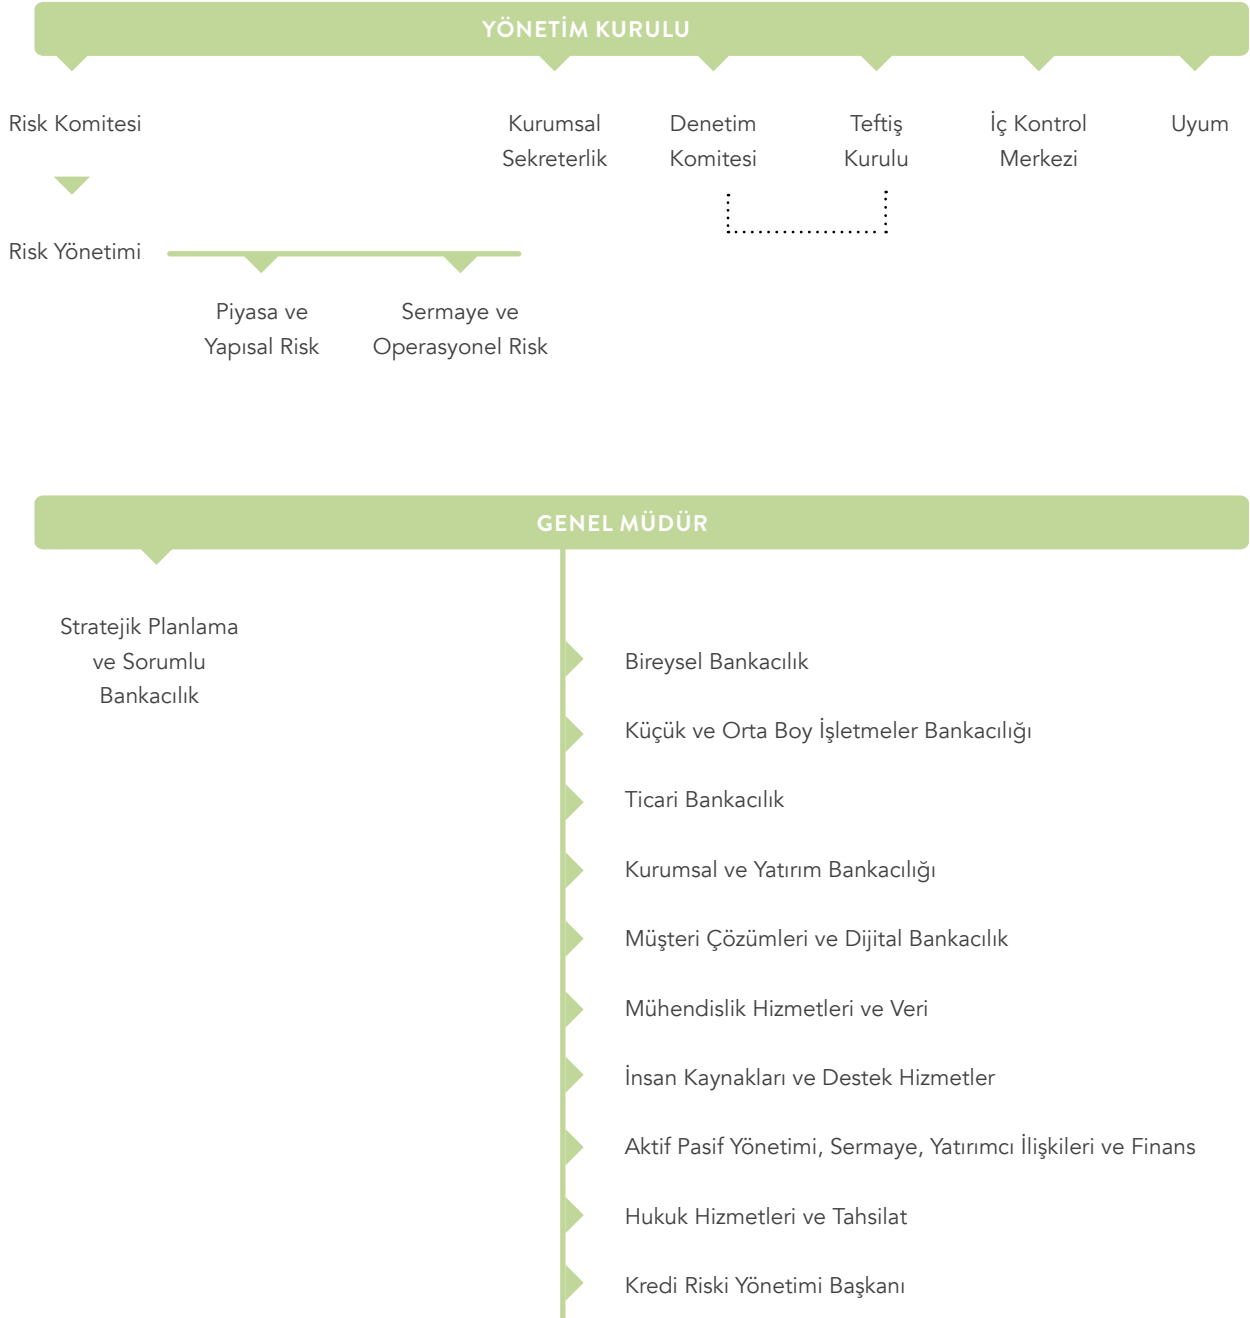 YÖNETİM KURULU
Risk Komitesi
Kurumsal
Sekreterlik
Denetim
Komitesi
Teftiş
Kurulu
İç Kontrol
Merkezi
Uyum
Risk Yönetimi
Piyasa ve
Yapısal Risk
Sermaye ve
Operasyonel Risk
GENEL MÜDÜR
Stratejik Planlama
ve Sorumlu
Bankacılık
Bireysel Bankacılık
Küçük ve Orta Boy İşletmeler Bankacılığı
Ticari Bankacılık
Kurumsal ve Yatırım Bankacılığı
Müşteri Çözümleri ve Dijital Bankacılık
Mühendislik Hizmetleri ve Veri
İnsan Kaynakları ve Destek Hizmetler
Aktif Pasif Yönetimi, Sermaye, Yatırımcı İlişkileri ve Finans
Hukuk Hizmetleri ve Tahsilat
Kredi Riski Yönetimi Başkanı